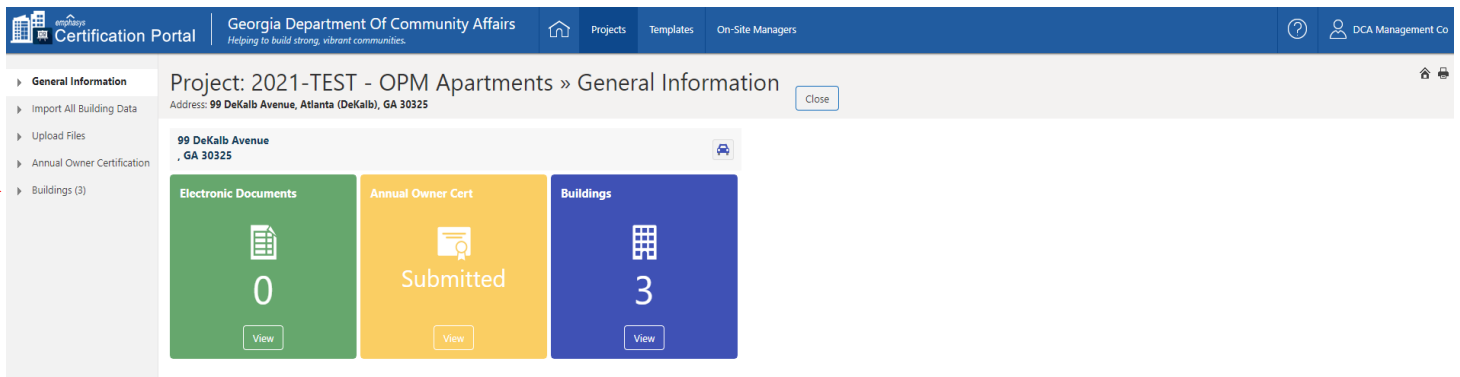 emphasys
Certification Portal
Georgia Department Of Community Affairs
Helping to build strong, vibrant communities.
Projects
Templates
On-Site Managers
DCA Management Co
General Information
Import All Building Data
Upload Files
Annual Owner Certification
Buildings (3)
Project: 2021-TEST - OPM Apartments » General Information
Close
Address: 99 DeKalb Avenue, Atlanta (DeKalb), GA 30325
99 DeKalb Avenue
, GA 30325
Electronic Documents
0
View
Annual Owner Cert
Submitted
View
Buildings
3
View